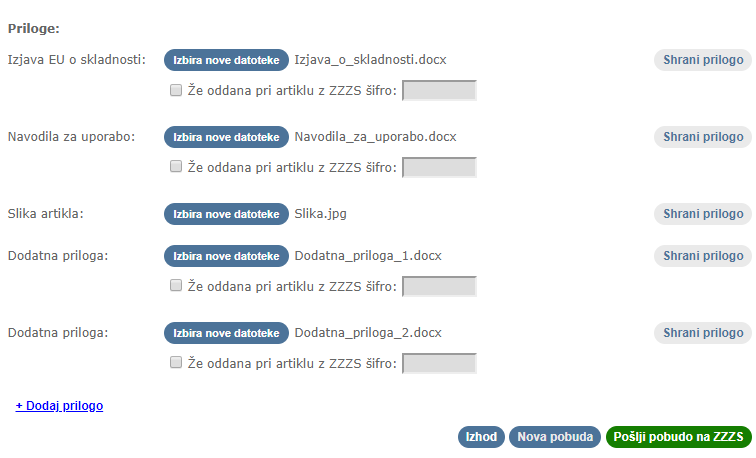 Priloge:
Izjava EU o skladnosti: Izbira nove datoteke Izjava_o_skladnosti.docx Shrani prilogo
Že oddana pri artiklu z ZZZS šifro:
Navodila za uporabo: Izbira nove datoteke Navodila_za_uporabo.docx Shrani prilogo
Že oddana pri artiklu z ZZZS šifro:
Slika artikla: Izbira nove datoteke Slika.jpg Shrani prilogo
Dodatna priloga: Izbira nove datoteke Dodatna_priloga_1.docx Shrani prilogo
Že oddana pri artiklu z ZZZS šifro:
Dodatna priloga: Izbira nove datoteke Dodatna_priloga_2.docx Shrani prilogo
Že oddana pri artiklu z ZZZS šifro:
+ Dodaj prilogo
Izhod Nova pobuda Pošlji pobudo na ZZZS